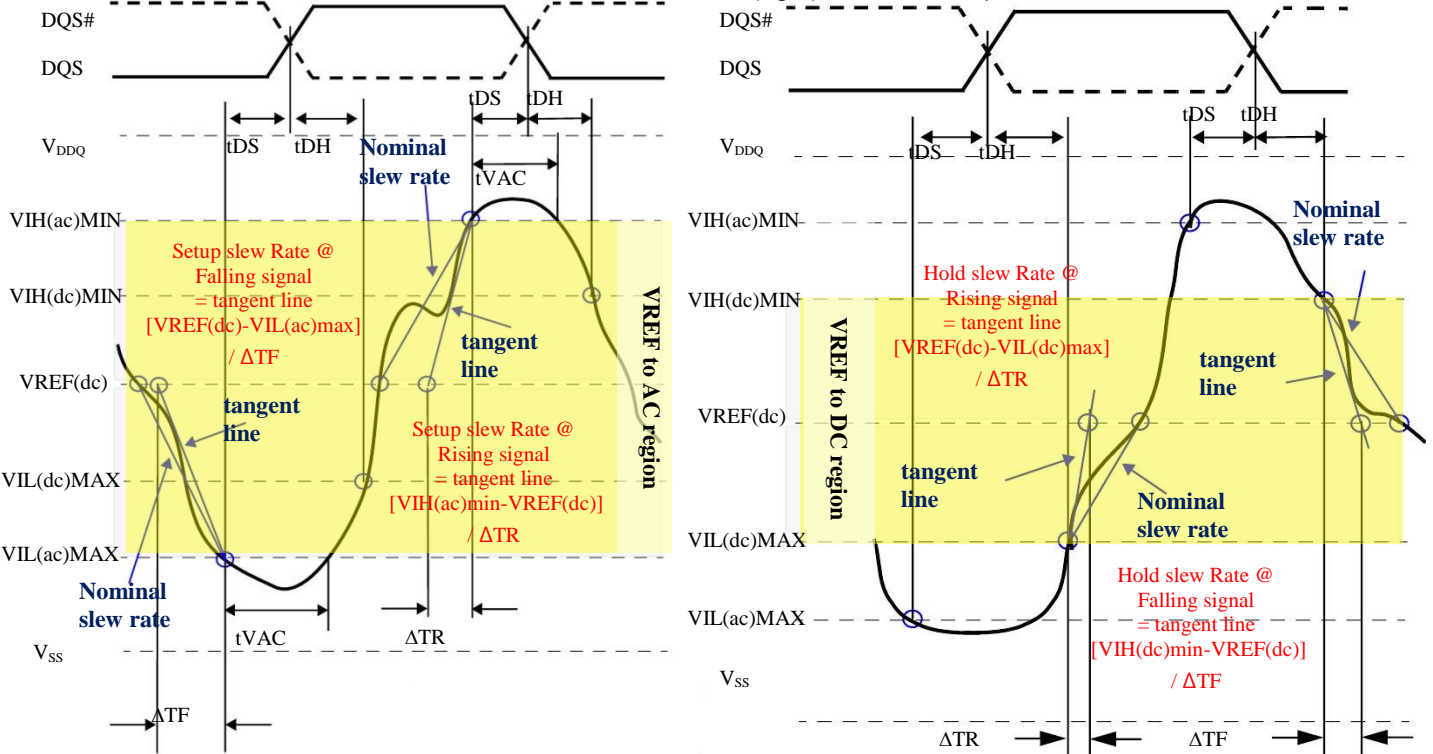 DQS#
DQS
tDS
tDH
tDS
tDH
VDDQ
Nominal
slew rate
tVAC
VIH(ac)MIN
Setup slew Rate @
Falling signal
= tangent line
[VREF(dc)-VIL(ac)max]
/ ΔTF
VIH(dc)MIN
VREF to AC region
tangent
line
VREF(dc)
tangent
line
Setup slew Rate @
Rising signal
= tangent line
[VIH(ac)min-VREF(dc)]
/ ΔTR
VIL(dc)MAX
VIL(ac)MAX
Nominal
slew rate
tVAC
ΔTR
VSS
ΔTF
DQS#
DQS
tDS
tDH
tDS
tDH
VDDQ
VIH(ac)MIN
Nominal
slew rate
Hold slew Rate @
Rising signal
= tangent line
[VREF(dc)-VIL(dc)max]
/ ΔTR
VIH(dc)MIN
VREF to DC region
tangent
line
VREF(dc)
tangent
line
Nominal
slew rate
VIL(dc)MAX
Hold slew Rate @
Falling signal
= tangent line
[VIH(dc)min-VREF(dc)]
/ ΔTF
VIL(ac)MAX
VSS
ΔTR
ΔTF